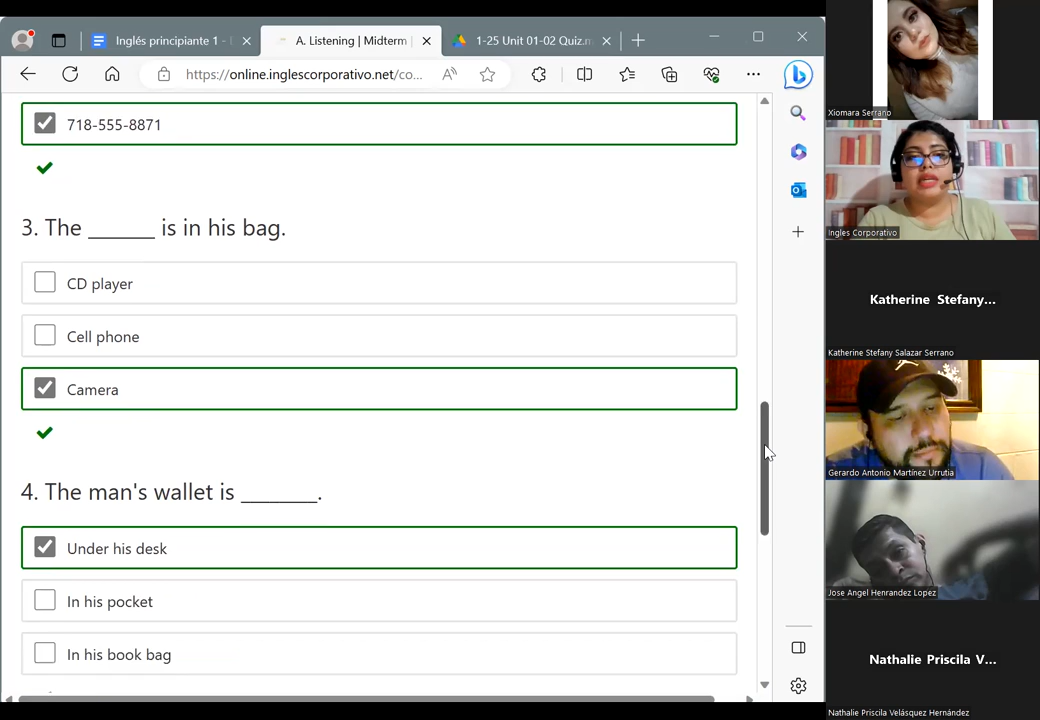 Inglés principiante 1 -
A. Listening | Midterm
1-25 Unit 01-02 Quiz.m
https://online.inglescorporativo.net/co...
718-555-8871
3. The ______ is in his bag.
CD player
Cell phone
Camera
4. The man's wallet is _______.
Under his desk
In his pocket
In his book bag
Xiomara Serrano
Ingles Corporativo
Katherine Stefany...
Katherine Stefany Salazar Serrano
Gerardo Antonio Martínez Urrutia
Jose Angel Henrandez Lopez
Nathalie Priscila V...
Nathalie Priscila Velásquez Hernández